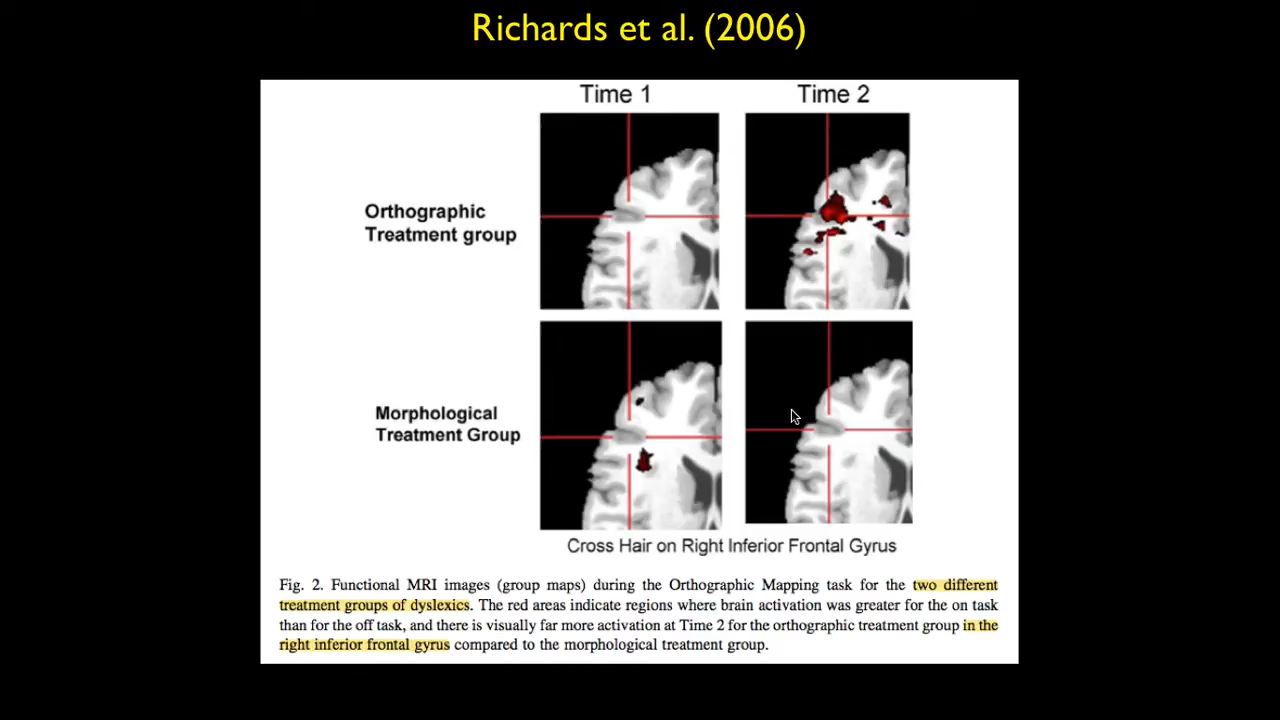 Richards et al. (2006)
Time 1
Time 2
Orthographic
Treatment group
Morphological
Treatment Group
Cross Hair on Right Inferior Frontal Gyrus
Fig. 2. Functional MRI images (group maps) during the Orthographic Mapping task for the two different
treatment groups of dyslexics. The red areas indicate regions where brain activation was greater for the on task
than for the off task, and there is visually far more activation at Time 2 for the orthographic treatment group in the
right inferior frontal gyrus compared to the morphological treatment group.